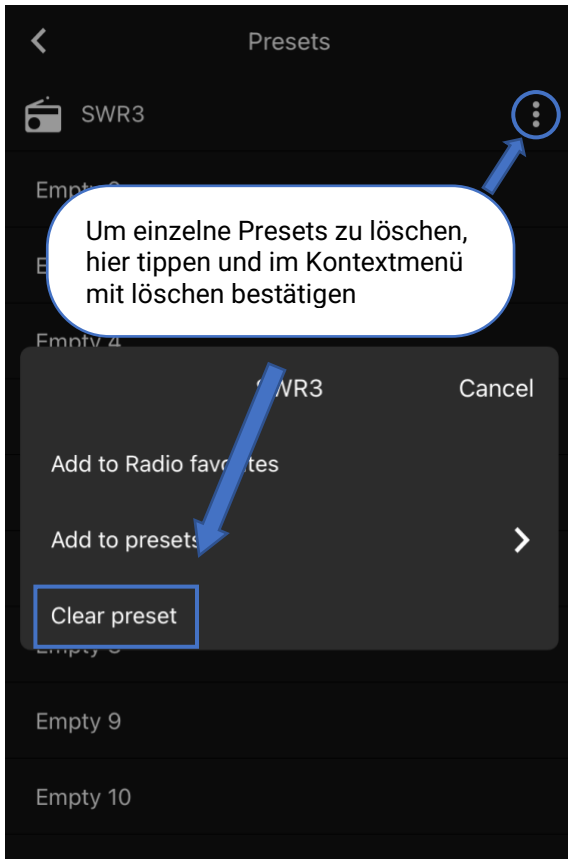 Presets
SWR3
Um einzelne Presets zu löschen,
hier tippen und im Kontextmenü
mit löschen bestätigen
SWR3
Cancel
Add to Radio favorites
Add to presets
Clear preset
Empty 9
Empty 10